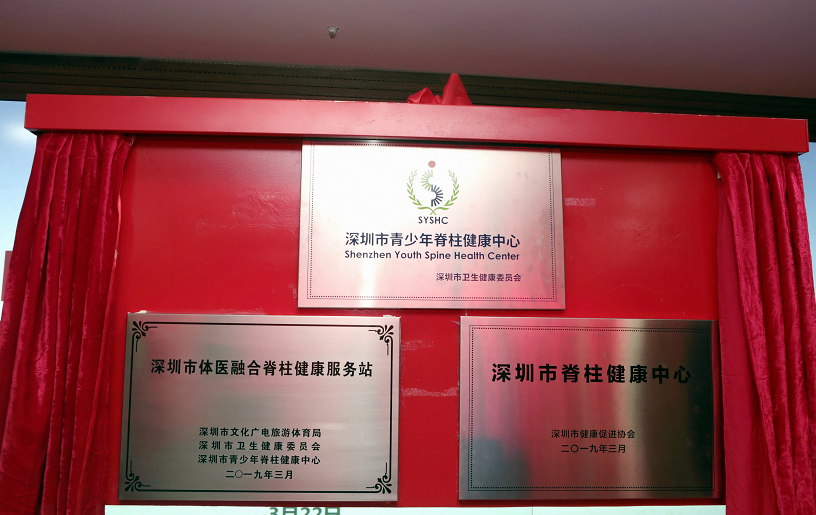 SYSHC
深圳市青少年脊柱健康中心
Shenzhen Youth Spine Health Center
深圳市卫生健康委员会
深圳市体医融合脊柱健康服务站
深圳市文化广电旅游体育局
深圳市卫生健康委员会
深圳市青少年脊柱健康中心
二〇一九年三月
深圳市脊柱健康中心
深圳市健康促进协会
二〇一九年三月
3月22日